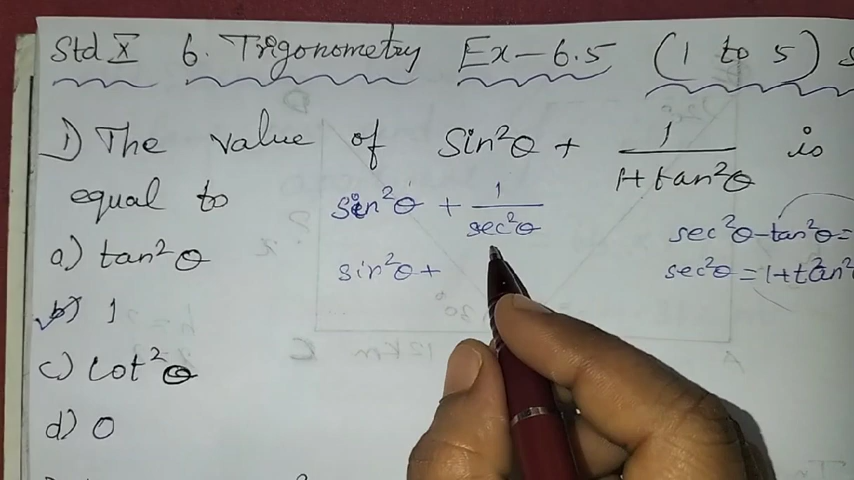 Std X 6. Trigonometry Ex-6.5 (1 to 5) s
1) The value of Sin²θ + 1/(1+tan²θ) is
equal to sin²θ + 1/sec²θ
sec²θ-tan²θ=
a) tan²θ sin²θ+ sec²θ=1+tan²
b) 1
c) cot²θ
d) 0